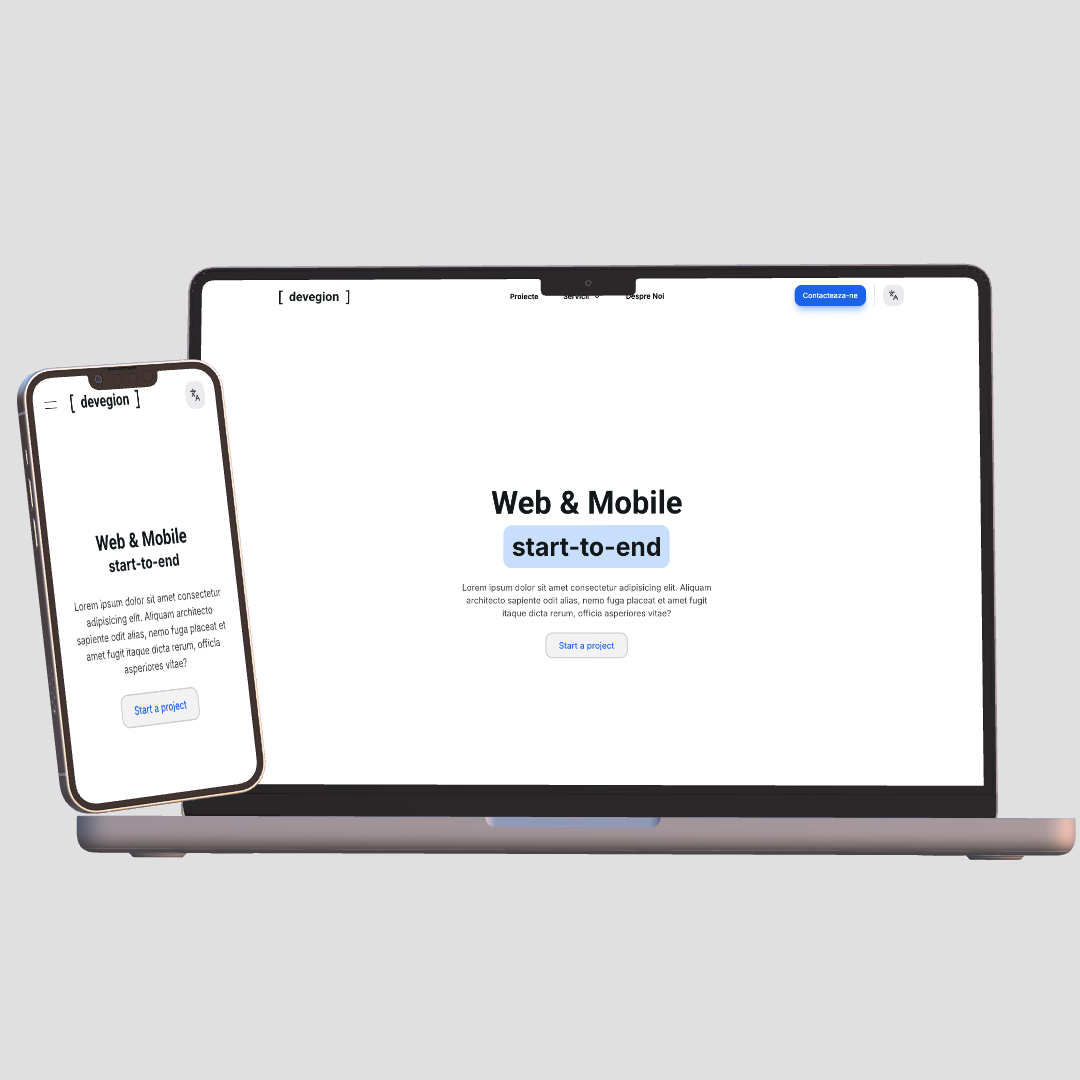 [ devegion ]
Proiecte Servicii Despre Noi
Contacteaza-ne
Web & Mobile
start-to-end
Lorem ipsum dolor sit amet consectetur adipisicing elit. Aliquam
architecto sapiente odit alias, nemo fuga placeat et amet fugit
itaque dicta rerum, officia asperiores vitae?
Start a project
[ devegion ]
Web & Mobile
start-to-end
Lorem ipsum dolor sit amet consectetur
adipisicing elit. Aliquam architecto
sapiente odit alias, nemo fuga placeat et
amet fugit itaque dicta rerum, officia
asperiores vitae?
Start a project